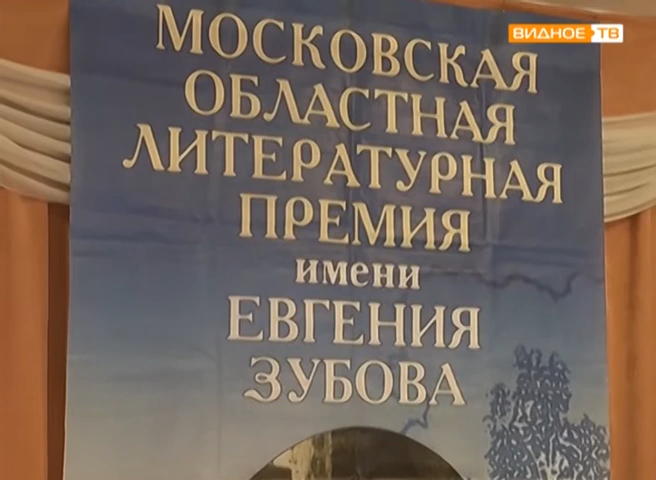 ВИДНОЕ ТВ
МОСКОВСКАЯ
ОБЛАСТНАЯ
ЛИТЕРАТУРНАЯ
ПРЕМИЯ
имени
ЕВГЕНИЯ
ЗУБОВА